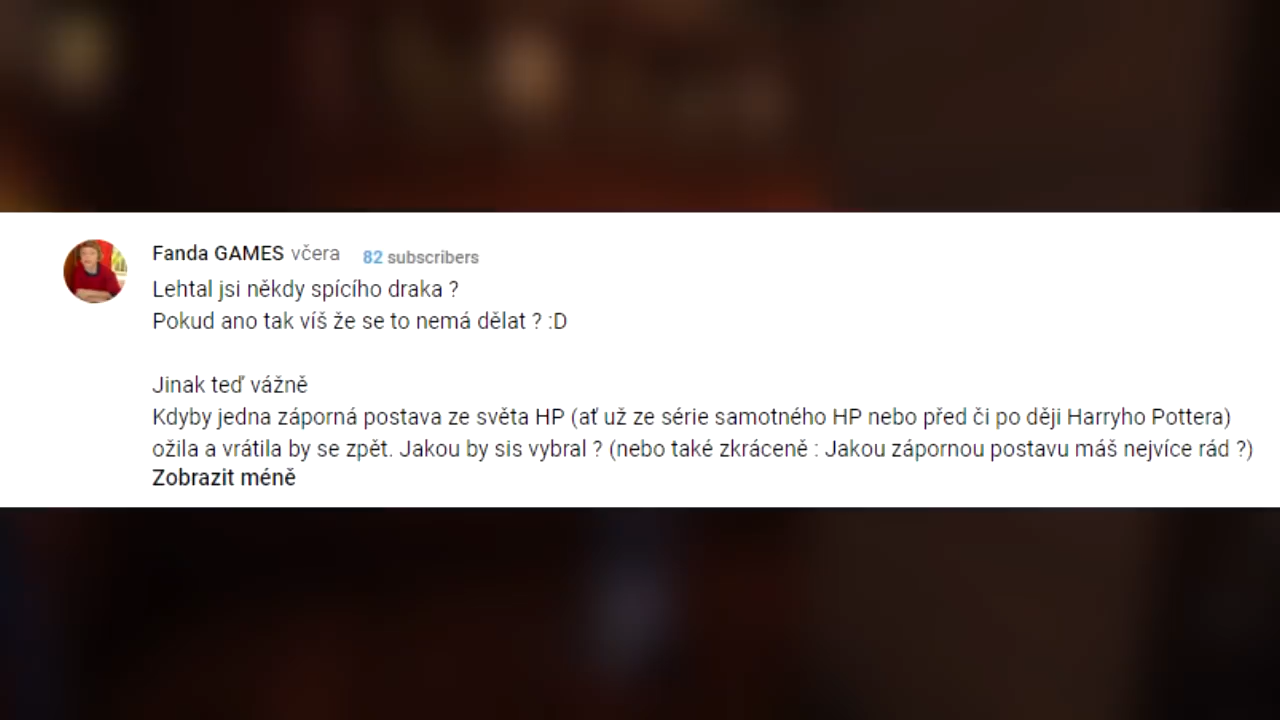 Fanda GAMES včera 82 subscribers
Lehtal jsi někdy spícího draka ?
Pokud ano tak víš že se to nemá dělat ? :D
Jinak teď vážně
Kdyby jedna záporná postava ze světa HP (ať už ze série samotného HP nebo před či po ději Harryho Pottera)
ožila a vrátila by se zpět. Jakou by sis vybral ? (nebo také zkráceně : Jakou zápornou postavu máš nejvíce rád ?)
Zobrazit méně